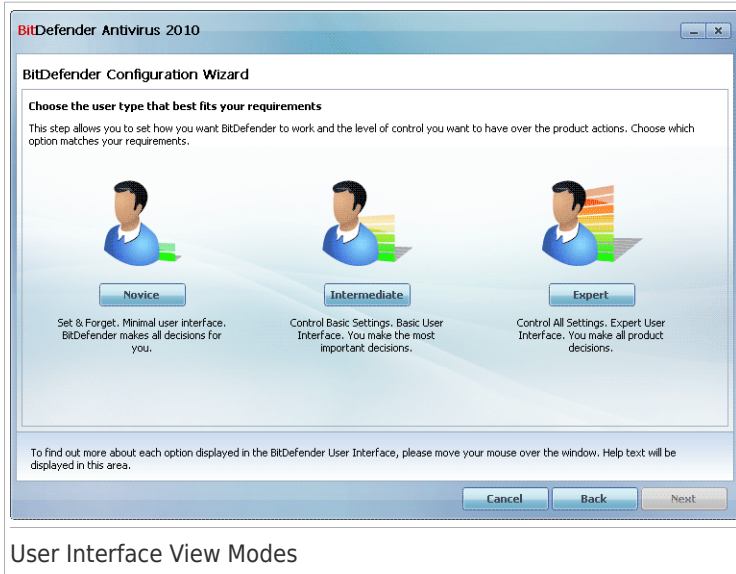 BitDefender Antivirus 2010
BitDefender Configuration Wizard
Choose the user type that best fits your requirements
This step allows you to set how you want BitDefender to work and the level of control you want to have over the product actions. Choose which
option matches your requirements.
Novice
Set & Forget. Minimal user interface.
BitDefender makes all decisions for
you.
Intermediate
Control Basic Settings. Basic User
Interface. You make the most
important decisions.
Expert
Control All Settings. Expert User
Interface. You make all product
decisions.
To find out more about each option displayed in the BitDefender User Interface, please move your mouse over the window. Help text will be
displayed in this area.
Cancel Back Next
User Interface View Modes